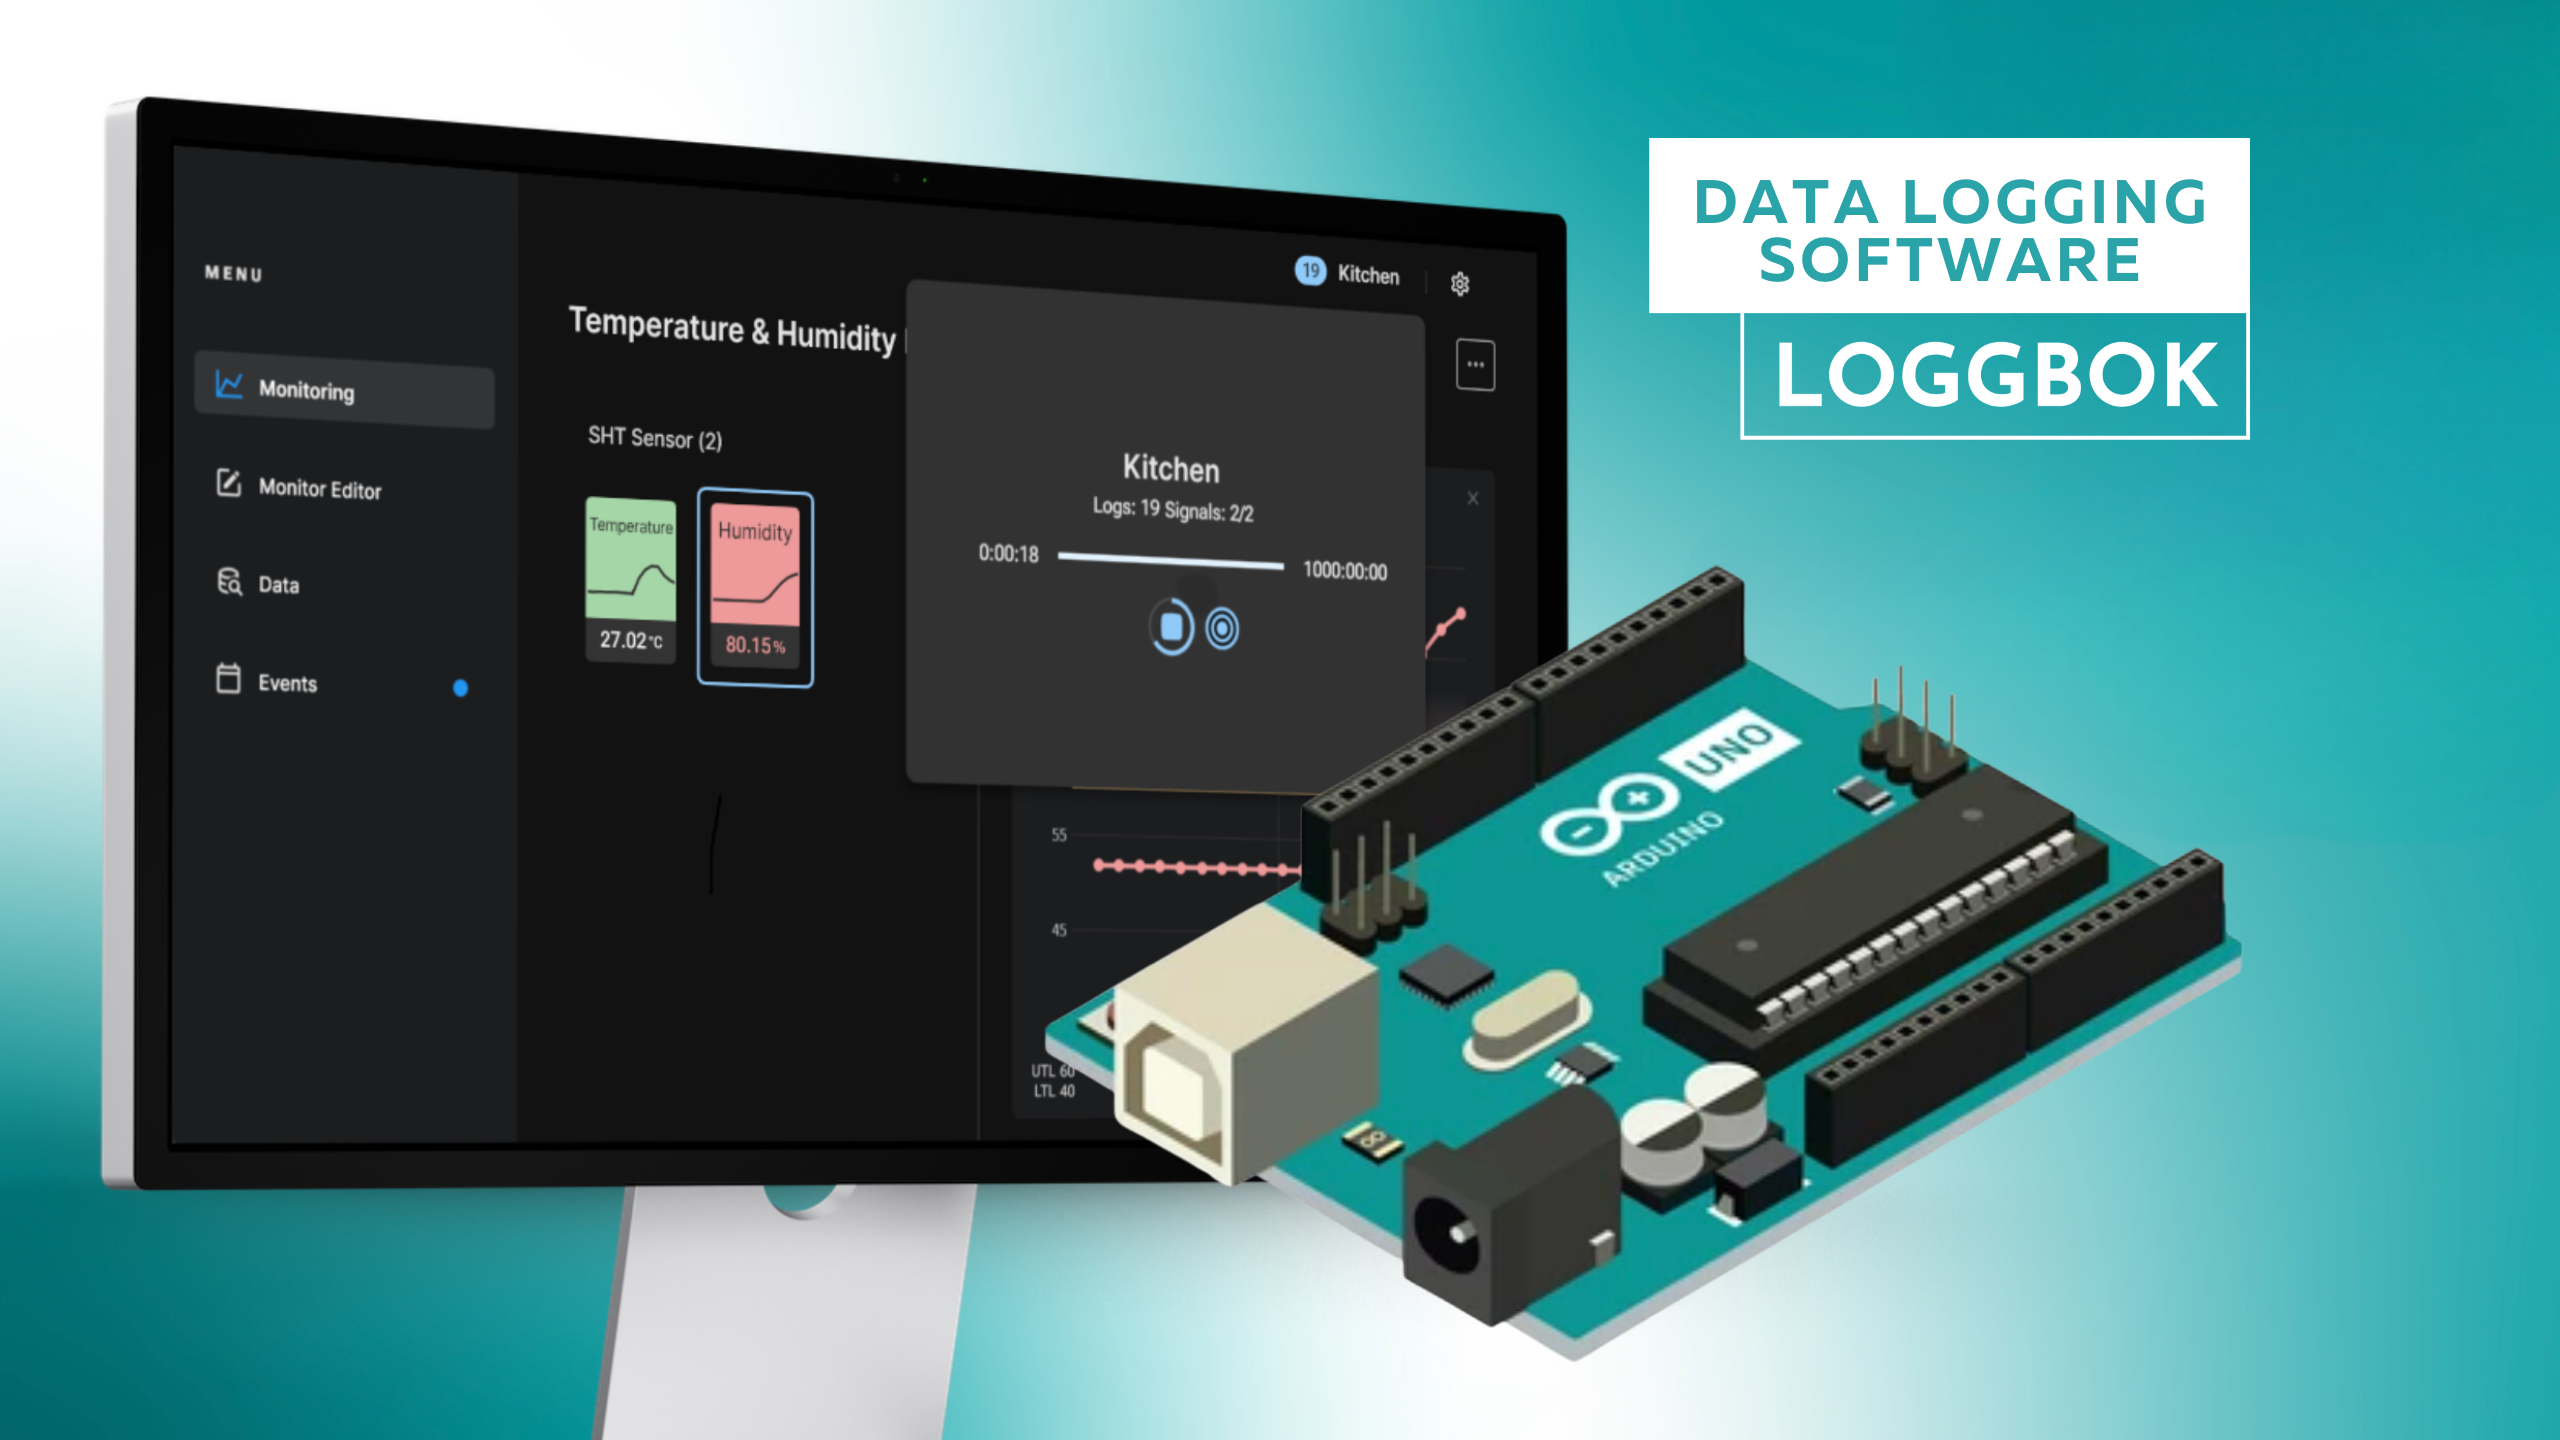 DATA LOGGING
SOFTWARE
LOGGBOK
MENU
Monitoring
Monitor Editor
Data
Events
19 Kitchen
Temperature & Humidity
...
SHT Sensor (2)
Temperature
27.02°C
Humidity
80.15%
Kitchen
Logs: 19 Signals: 2/2
0:00:18
1000:00:00
55
45
UTL 60
LTL 40
UNO
ARDUINO